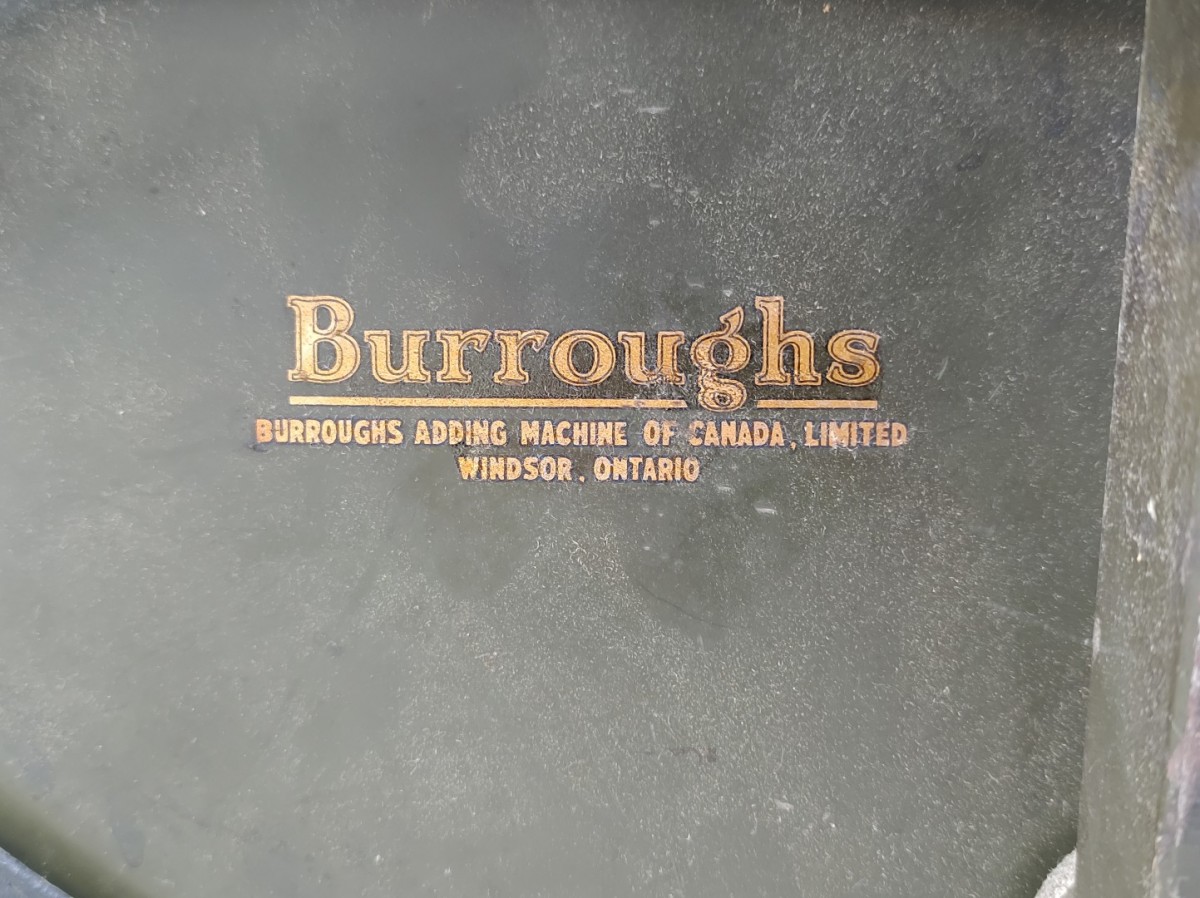 Burroughs
BURROUGHS ADDING MACHINE OF CANADA, LIMITED
WINDSOR, ONTARIO